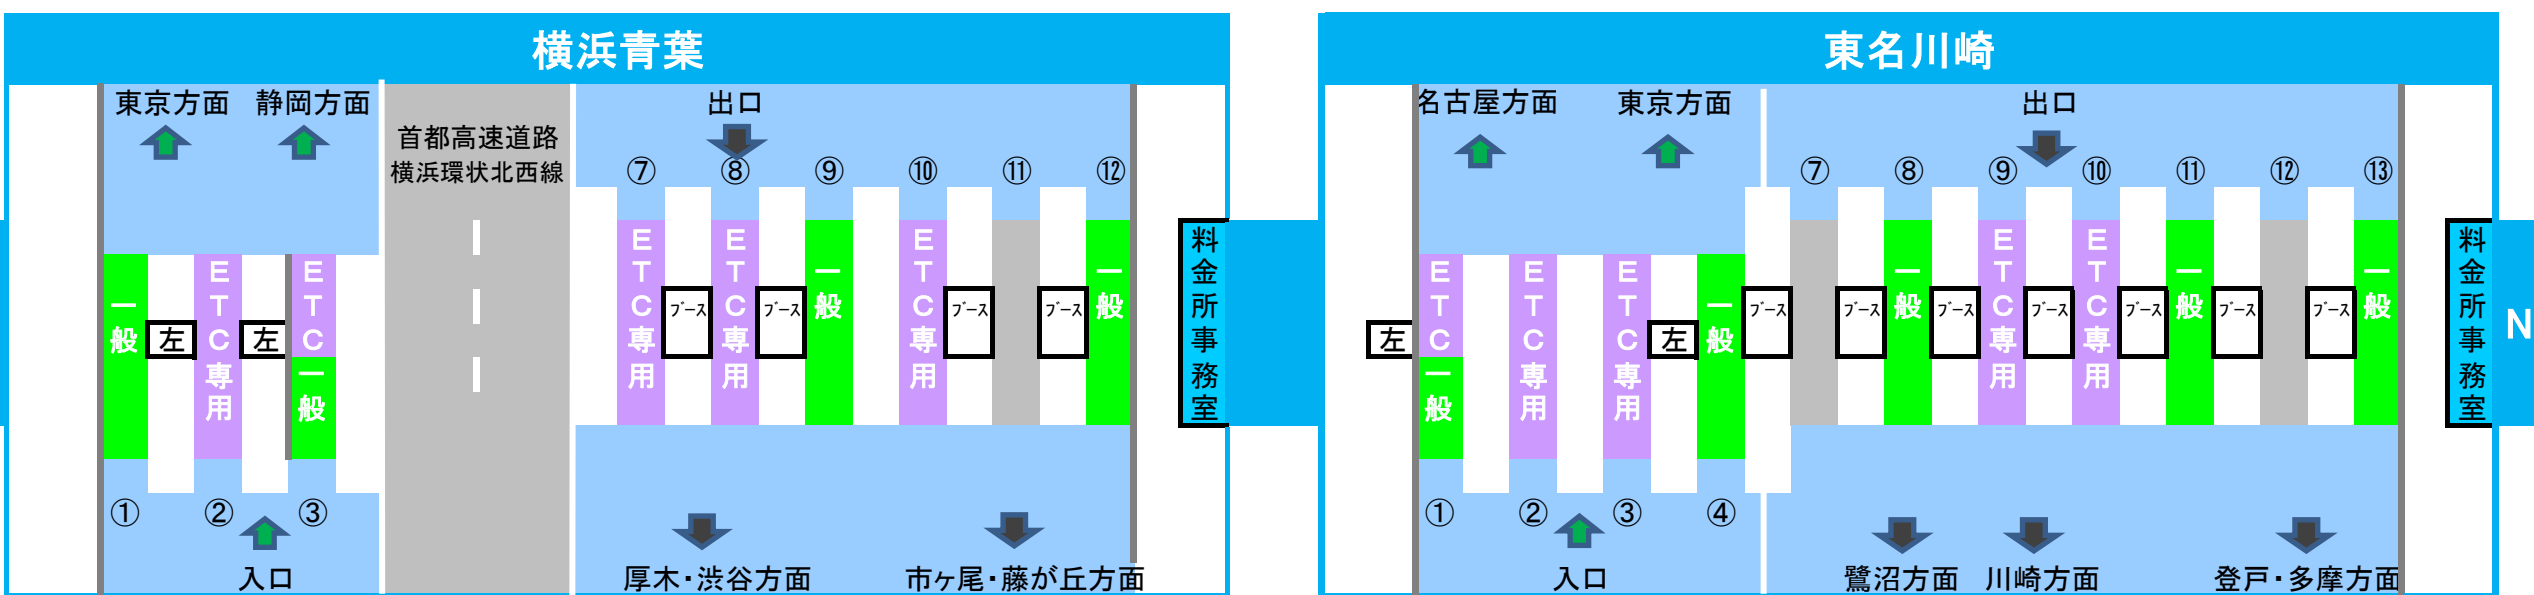 横浜青葉
東京方面 静岡方面
首都高速道路
横浜環状北西線
出口
⑦ ⑧ ⑨ ⑩ ⑪ ⑫
一般
左
ETC専用
左
ETC一般
ETC専用
ブース
ETC専用
ブース
一般
ETC専用
ブース
ブース
一般
料金所事務室
① ② ③
入口
厚木・渋谷方面 市ヶ尾・藤が丘方面
東名川崎
名古屋方面 東京方面
出口
⑦ ⑧ ⑨ ⑩ ⑪ ⑫ ⑬
左
ETC一般
ETC専用
ETC専用
左
一般
ブース
ブース
一般
ブース
ETC専用
ブース
ETC専用
ブース
一般
ブース
ブース
一般
料金所事務室
N
① ② ③ ④
入口
鷺沼方面 川崎方面 登戸・多摩方面